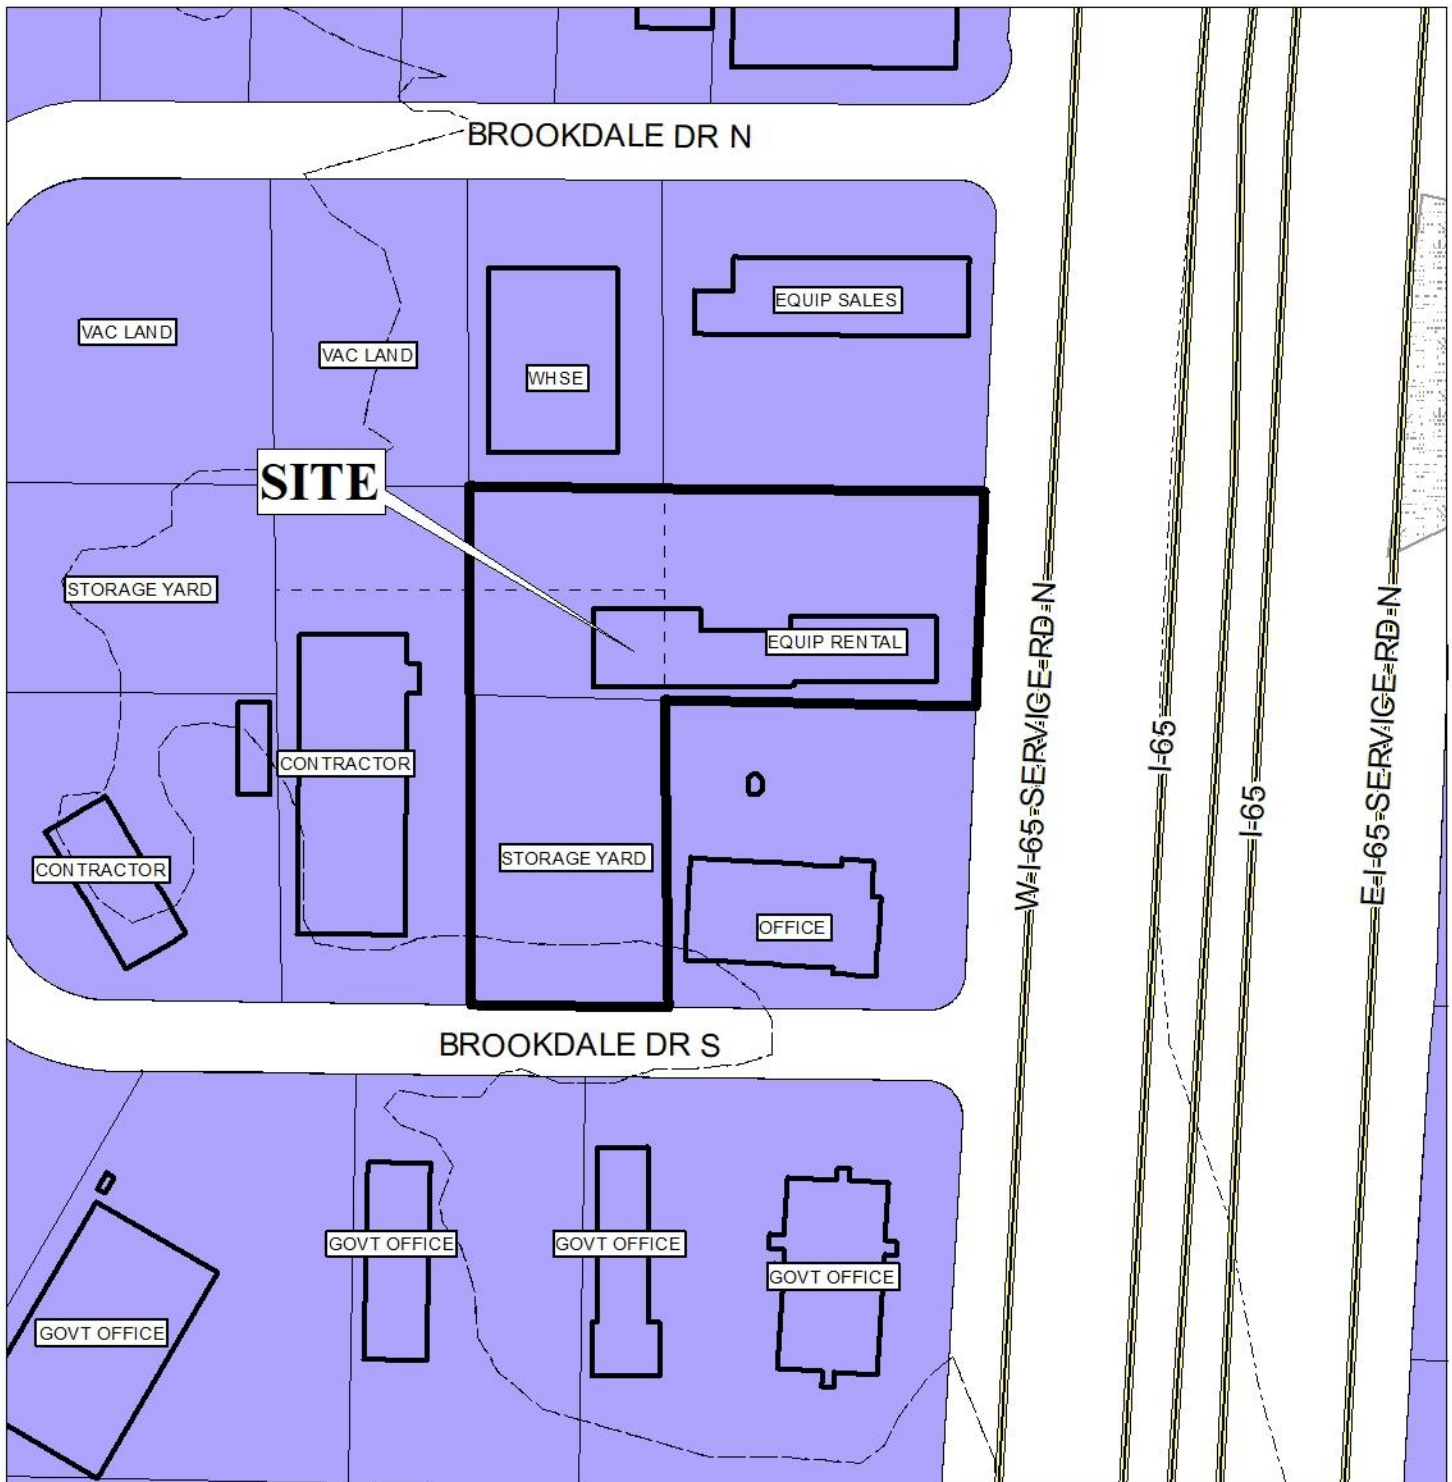 BROOKDALE DR N
EQUIP SALES
VAC LAND
VAC LAND
WHSE
SITE
STORAGE YARD
EQUIP RENTAL
W-I-65-SERVICE-RD-N
I-65
I-65
E-I-65-SERVICE-RD-N
CONTRACTOR
STORAGE YARD
CONTRACTOR
OFFICE
BROOKDALE DR S
GOVT OFFICE
GOVT OFFICE
GOVT OFFICE
GOVT OFFICE